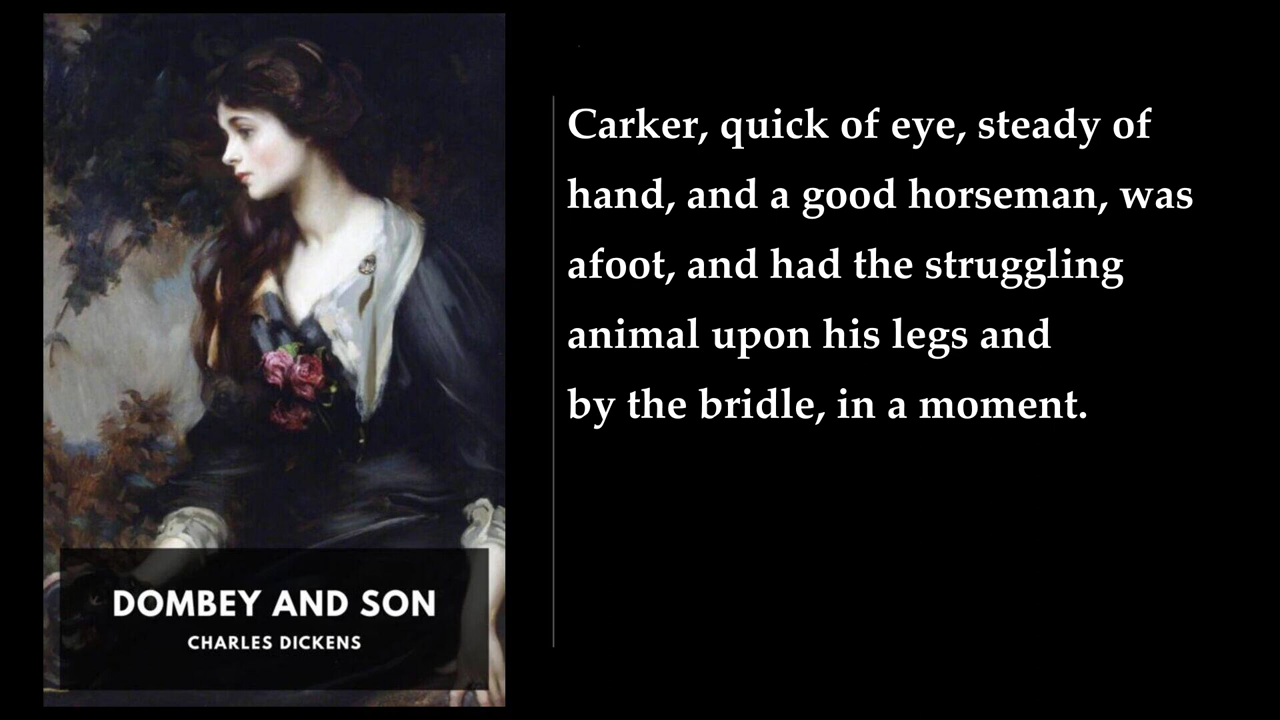 Carker, quick of eye, steady of
hand, and a good horseman, was
afoot, and had the struggling
animal upon his legs and
by the bridle, in a moment.
DOMBEY AND SON
CHARLES DICKENS